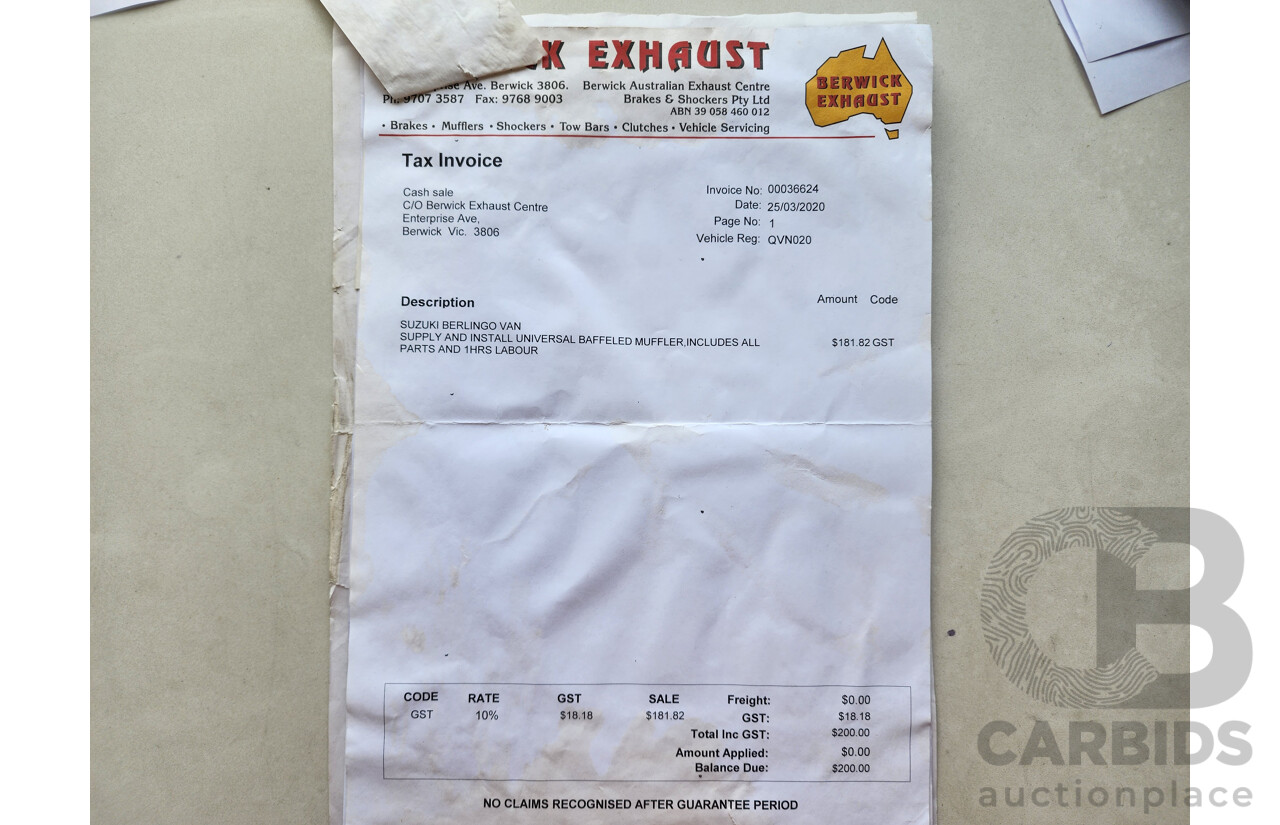 K EXHAUST
Ave. Berwick 3806. Berwick Australian Exhaust Centre
Ph: 9707 3587 Fax: 9768 9003 Brakes & Shockers Pty Ltd
ABN 39 058 460 012
• Brakes • Mufflers • Shockers • Tow Bars • Clutches • Vehicle Servicing
BERWICK
EXHAUST
Tax Invoice
Cash sale
C/O Berwick Exhaust Centre
Enterprise Ave,
Berwick Vic. 3806
Invoice No: 00036624
Date: 25/03/2020
Page No: 1
Vehicle Reg: QVN020
Description Amount Code
SUZUKI BERLINGO VAN
SUPPLY AND INSTALL UNIVERSAL BAFFELED MUFFLER,INCLUDES ALL $181.82 GST
PARTS AND 1HRS LABOUR
CODE RATE GST SALE Freight: $0.00
GST 10% $18.18 $181.82 GST: $18.18
Total Inc GST: $200.00
Amount Applied: $0.00
Balance Due: $200.00
NO CLAIMS RECOGNISED AFTER GUARANTEE PERIOD
CB
CARBIDS
auctionplace